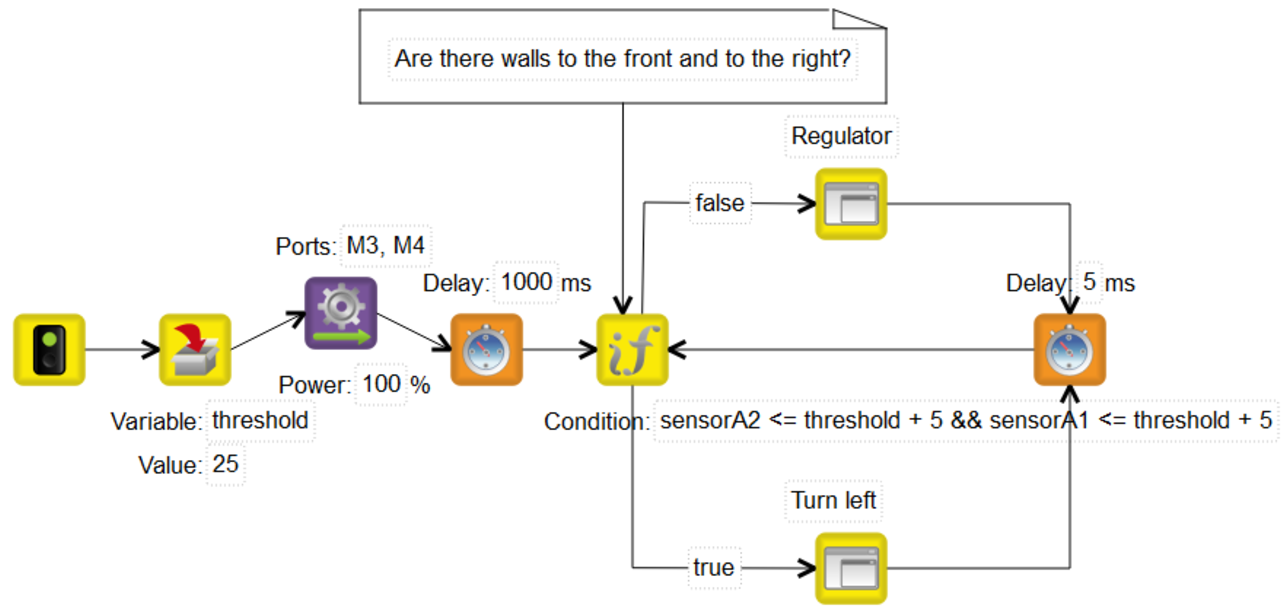 Are there walls to the front and to the right?
Regulator
false
Ports: M3, M4
Delay: 1000 ms
Delay: 5 ms
if
Power: 100 %
Variable: threshold
Condition: sensorA2 <= threshold + 5 && sensorA1 <= threshold + 5
Value: 25
Turn left
true